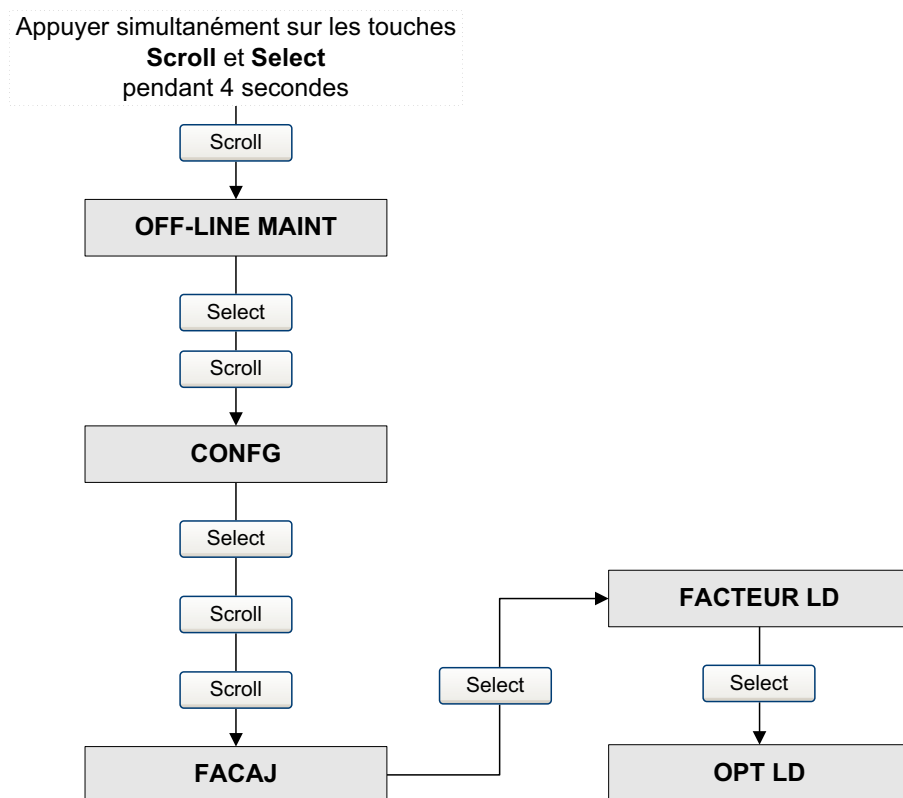 Appuyer simultanément sur les touches
Scroll et Select
pendant 4 secondes
Scroll
OFF-LINE MAINT
Select
Scroll
CONFG
Select
Scroll
Scroll
FACAJ
Select
FACTEUR LD
Select
OPT LD